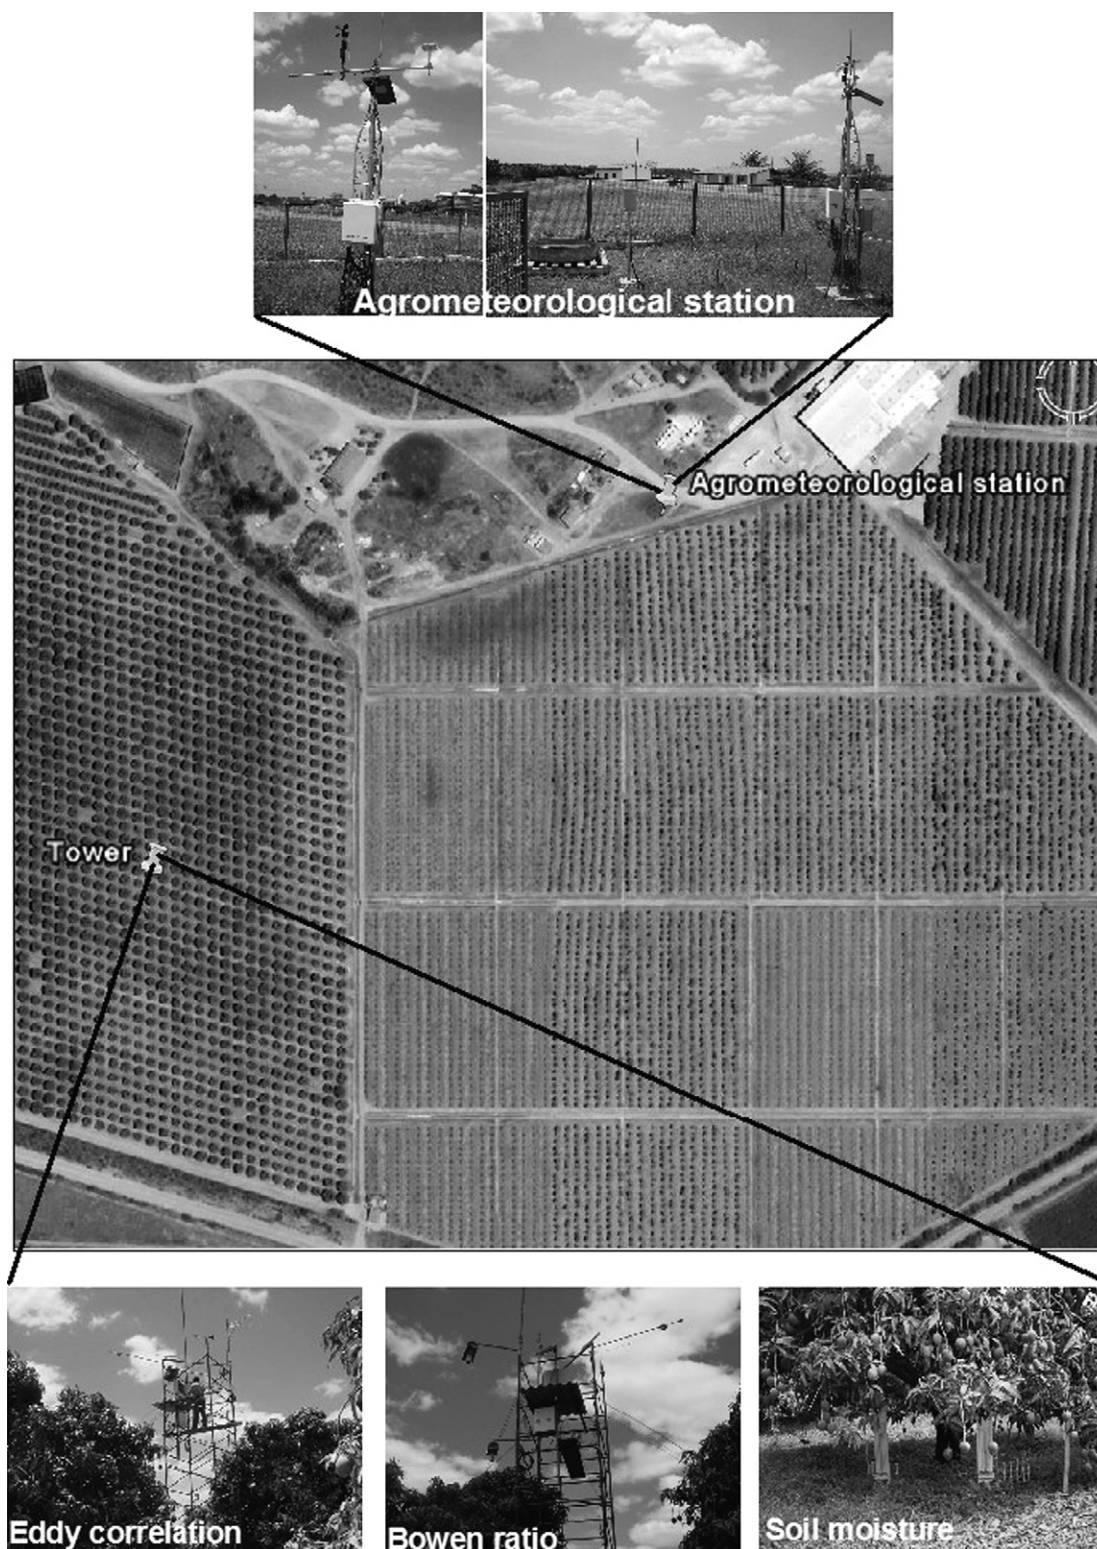 Agrometeorological station
Agrometeorological station
Tower
Eddy correlation
Bowen ratio
Soil moisture